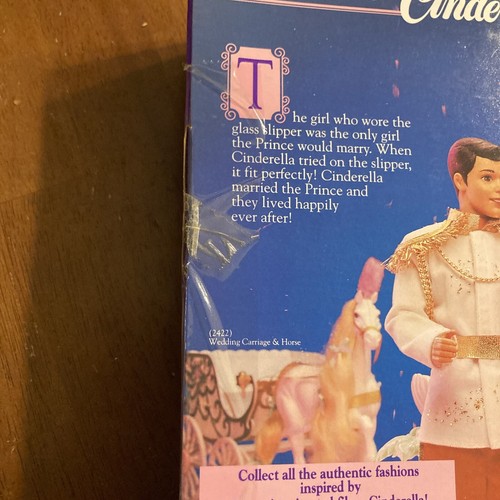 The girl who wore the
glass slipper was the only girl
the Prince would marry. When
Cinderella tried on the slipper,
it fit perfectly! Cinderella
married the Prince and
they lived happily
ever after!
(2422)
Wedding Carriage & Horse
Collect all the authentic fashions
inspired by
Cinderella!